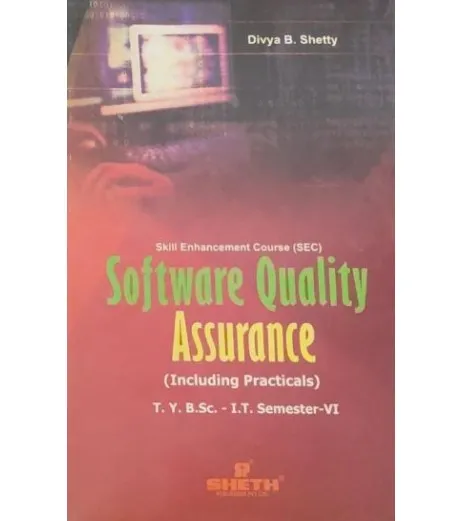 Divya B. Shetty
Skill Enhancement Course (SEC)
Software Quality
Assurance
(Including Practicals)
T. Y. B.Sc. - I.T. Semester-VI
SHETH